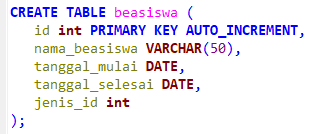 CREATE TABLE beasiswa (
    id int PRIMARY KEY AUTO_INCREMENT,
    nama_beasiswa VARCHAR(50),
    tanggal_mulai DATE,
    tanggal_selesai DATE,
    jenis_id int
);